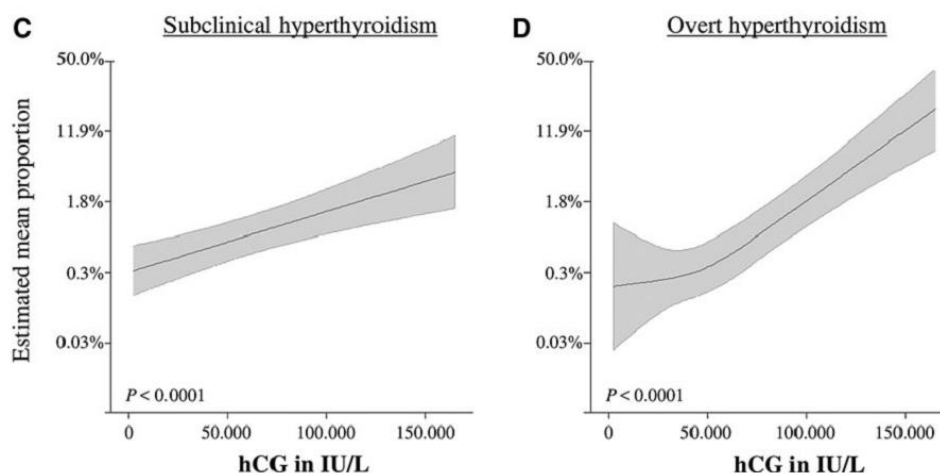 C Subclinical hyperthyroidism
Estimated mean proportion
50.0%
11.9%
1.8%
0.3%
0.03%
P < 0.0001
0 50.000 100.000 150.000
hCG in IU/L
D Overt hyperthyroidism
50.0%
11.9%
1.8%
0.3%
0.03%
P < 0.0001
0 50.000 100.000 150.000
hCG in IU/L